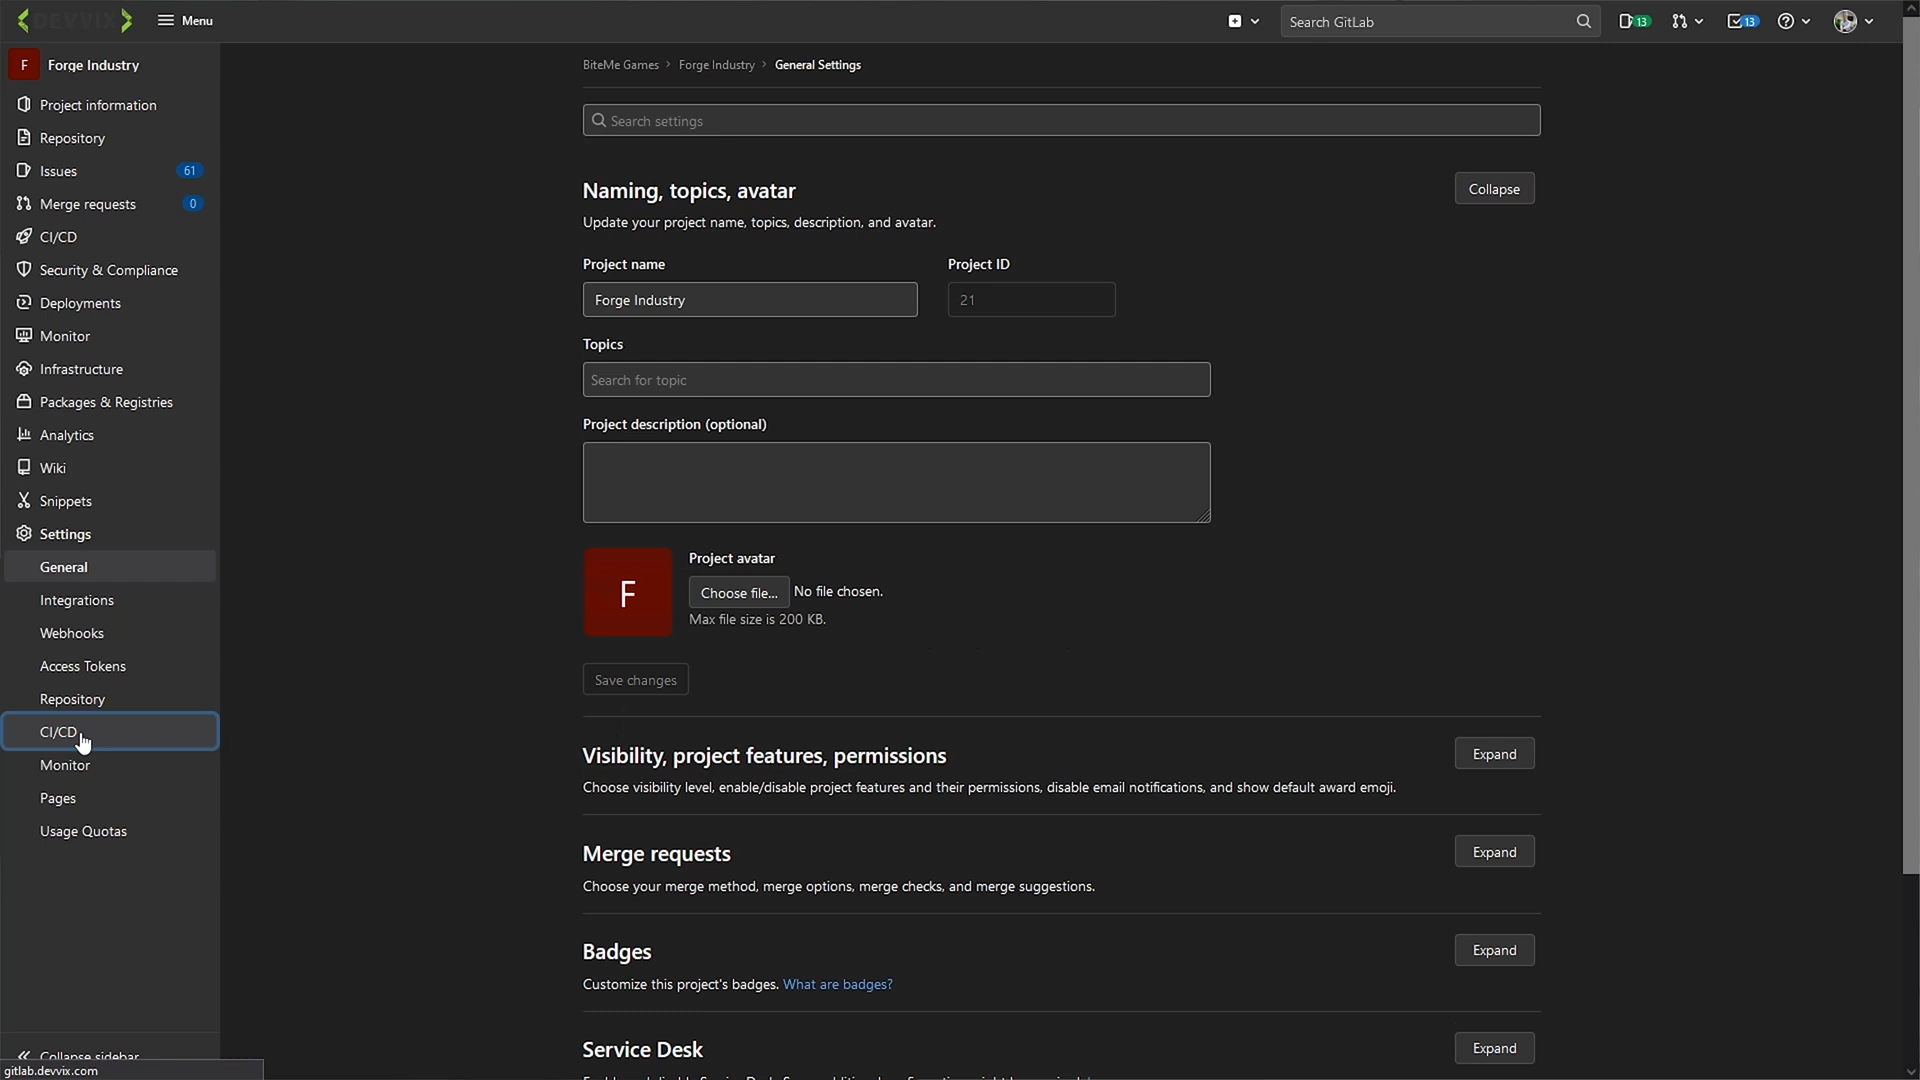 DEVVIX
Menu
Search GitLab
13
13
F Forge Industry
Project information
Repository
Issues 61
Merge requests 0
CI/CD
Security & Compliance
Deployments
Monitor
Infrastructure
Packages & Registries
Analytics
Wiki
Snippets
Settings
General
Integrations
Webhooks
Access Tokens
Repository
CI/CD
Monitor
Pages
Usage Quotas
Collapse sidebar
gitlab.devvix.com
BiteMe Games › Forge Industry › General Settings
Search settings
Naming, topics, avatar
Collapse
Update your project name, topics, description, and avatar.
Project name
Project ID
Forge Industry
21
Topics
Search for topic
Project description (optional)
F
Project avatar
Choose file... No file chosen.
Max file size is 200 KB.
Save changes
Visibility, project features, permissions
Expand
Choose visibility level, enable/disable project features and their permissions, disable email notifications, and show default award emoji.
Merge requests
Expand
Choose your merge method, merge options, merge checks, and merge suggestions.
Badges
Expand
Customize this project's badges. What are badges?
Service Desk
Expand